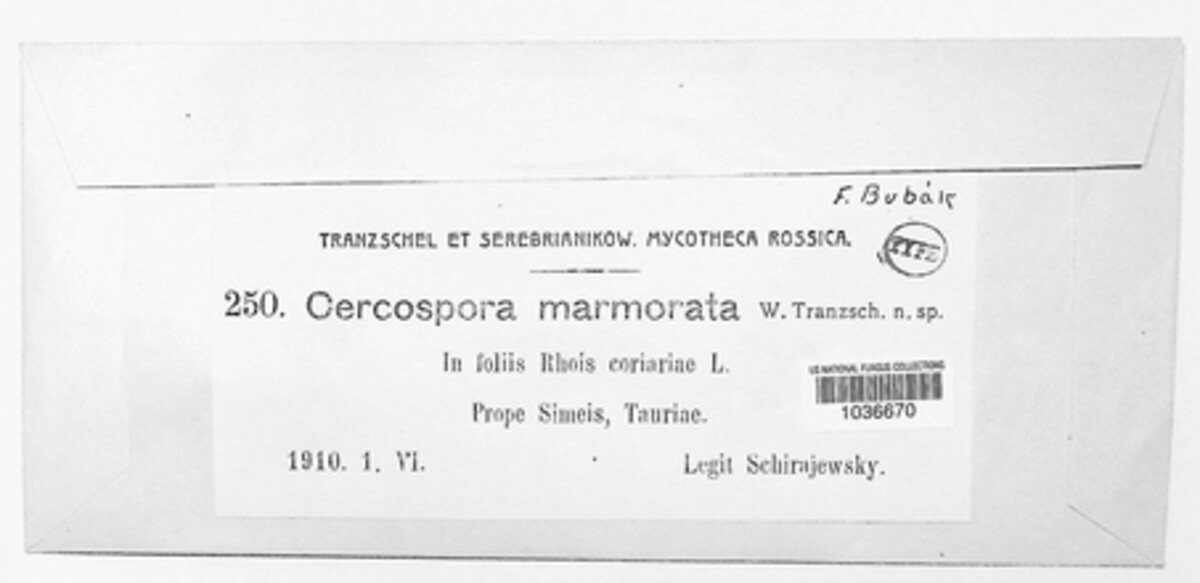 F. Bubák
TRANZSCHEL ET SEREBRIANIKOW. MYCOTHECA ROSSICA.
TYPE
250. Cercospora marmorata W. Tranzsch. n. sp.
In foliis Rhois coriariae L.
US NATIONAL FUNGUS COLLECTIONS
1036670
Prope Simeis, Tauriae.
1910. 1. VI.
Legit Schirajewsky.